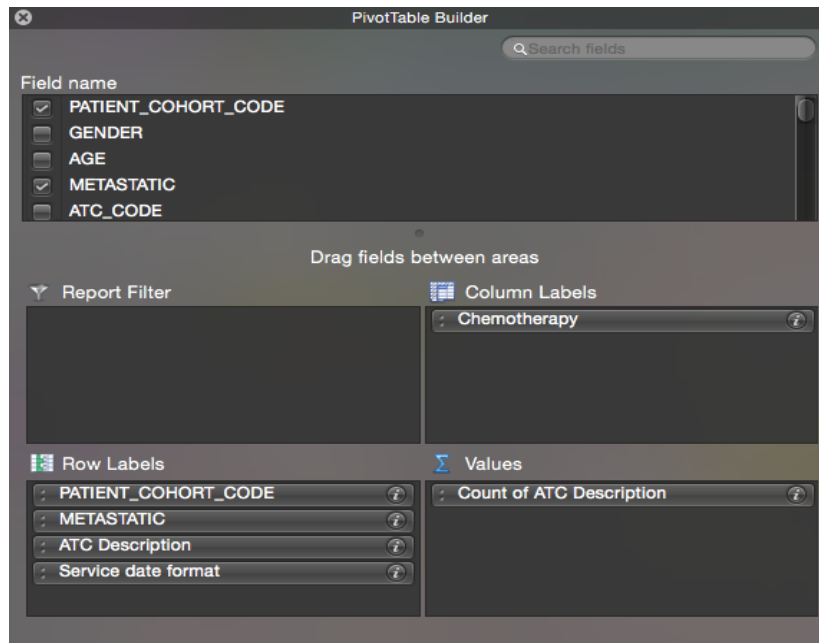 PivotTable Builder
Search fields
Field name
PATIENT_COHORT_CODE
GENDER
AGE
METASTATIC
ATC_CODE
Drag fields between areas
Report Filter
Column Labels
Chemotherapy
Row Labels
PATIENT_COHORT_CODE
METASTATIC
ATC Description
Service date format
Values
Count of ATC Description